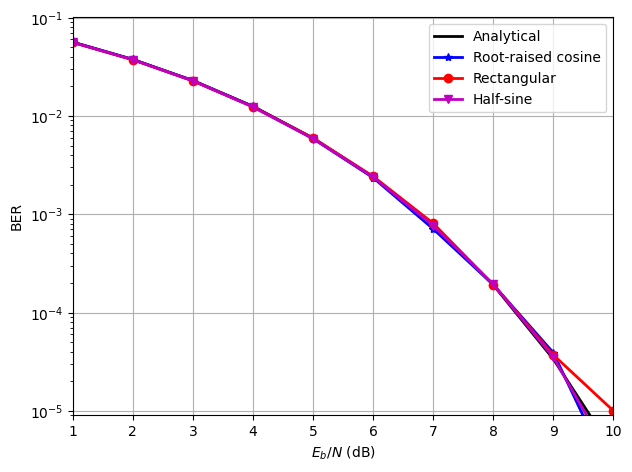 10⁻¹
10⁻²
10⁻³
10⁻⁴
10⁻⁵
BER
1 2 3 4 5 6 7 8 9 10
E_b/N (dB)
Analytical
Root-raised cosine
Rectangular
Half-sine